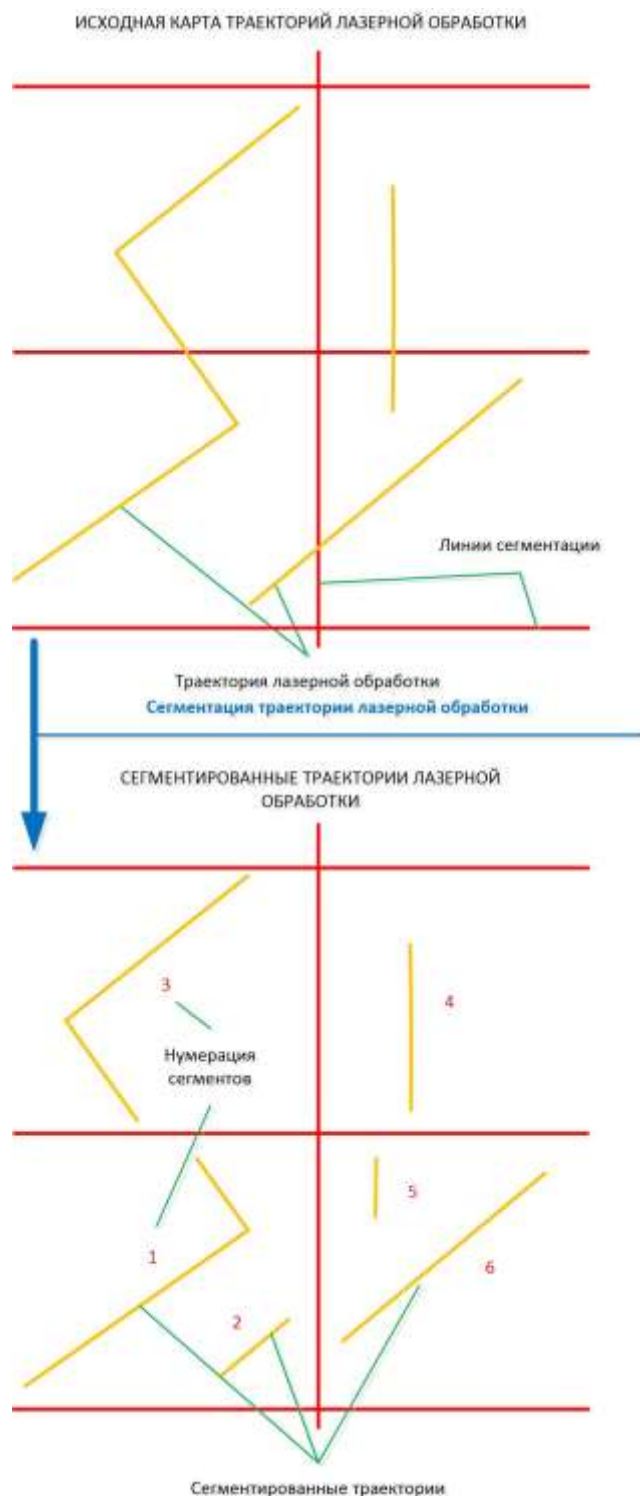 ИСХОДНАЯ КАРТА ТРАЕКТОРИЙ ЛАЗЕРНОЙ ОБРАБОТКИ
Линии сегментации
Траектория лазерной обработки
Сегментация траектории лазерной обработки
СЕГМЕНТИРОВАННЫЕ ТРАЕКТОРИИ ЛАЗЕРНОЙ
ОБРАБОТКИ
3
4
Нумерация
сегментов
5
1
6
2
Сегментированные траектории